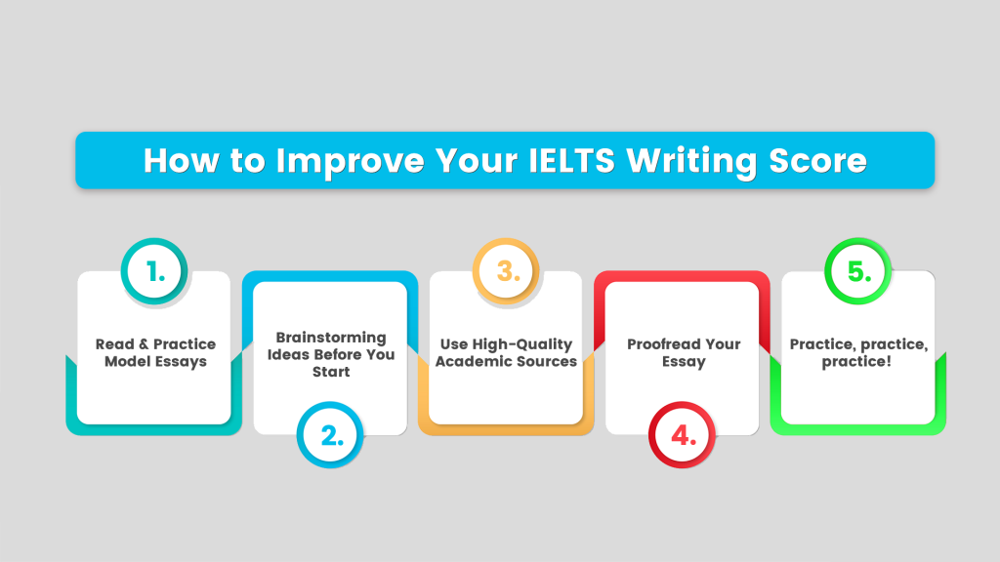 How to Improve Your IELTS Writing Score
1.
Read & Practice
Model Essays
Brainstorming
Ideas Before You
Start
2.
3.
Use High-Quality
Academic Sources
Proofread Your
Essay
4.
5.
Practice, practice,
practice!